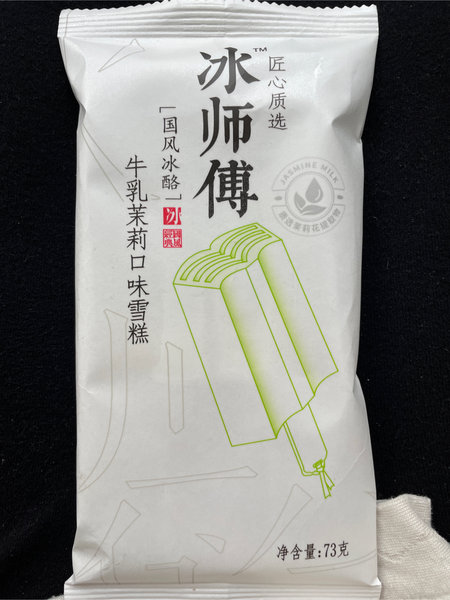 冰师傅™
匠心质选
[国风冰酪]
冰
牛乳茉莉口味雪糕
JASMINE MILK
净含量:73克